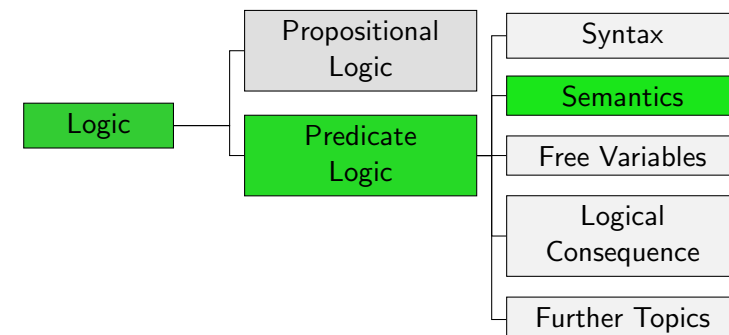 Logic
Propositional
Logic
Predicate
Logic
Syntax
Semantics
Free Variables
Logical
Consequence
Further Topics